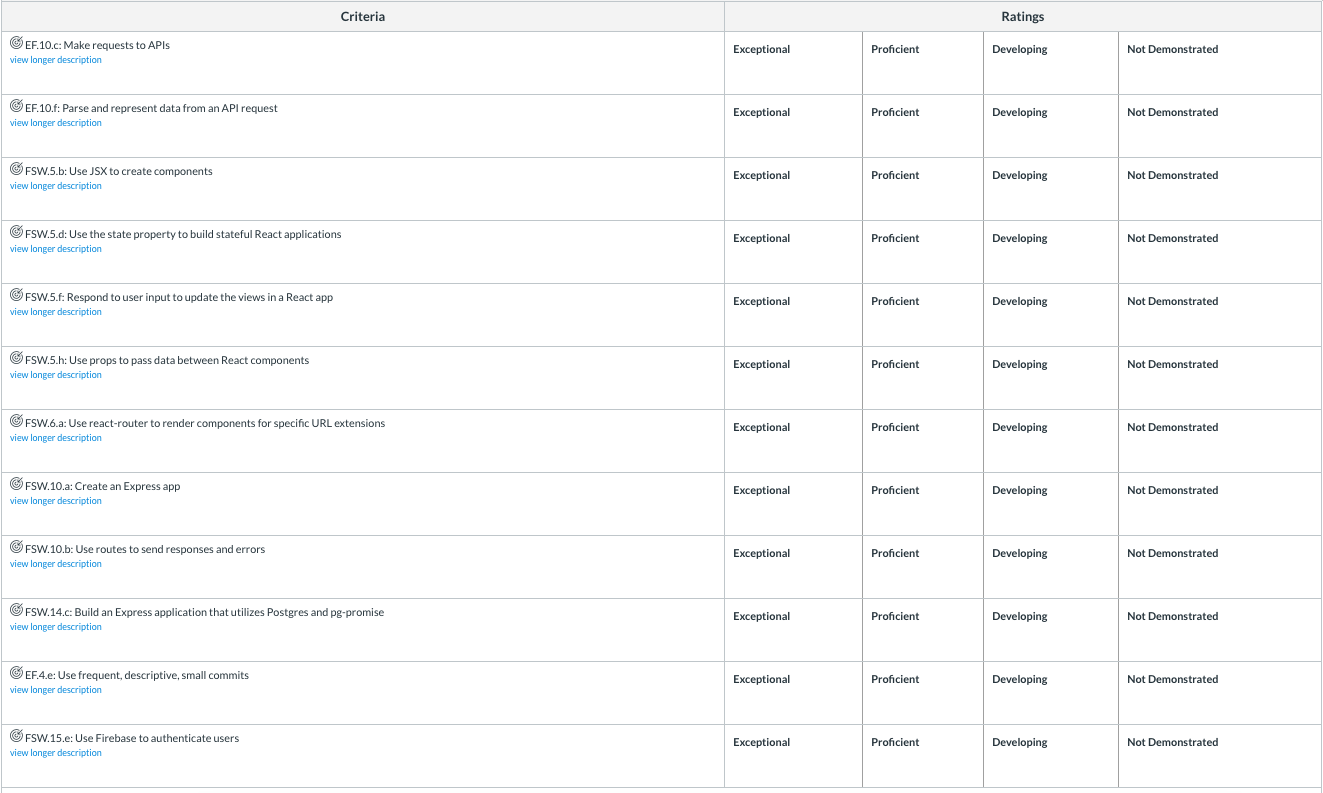 Criteria Ratings
EF.10.c: Make requests to APIs
view longer description
Exceptional Proficient Developing Not Demonstrated
EF.10.f: Parse and represent data from an API request
view longer description
Exceptional Proficient Developing Not Demonstrated
FSW.5.b: Use JSX to create components
view longer description
Exceptional Proficient Developing Not Demonstrated
FSW.5.d: Use the state property to build stateful React applications
view longer description
Exceptional Proficient Developing Not Demonstrated
FSW.5.f: Respond to user input to update the views in a React app
view longer description
Exceptional Proficient Developing Not Demonstrated
FSW.5.h: Use props to pass data between React components
view longer description
Exceptional Proficient Developing Not Demonstrated
FSW.6.a: Use react-router to render components for specific URL extensions
view longer description
Exceptional Proficient Developing Not Demonstrated
FSW.10.a: Create an Express app
view longer description
Exceptional Proficient Developing Not Demonstrated
FSW.10.b: Use routes to send responses and errors
view longer description
Exceptional Proficient Developing Not Demonstrated
FSW.14.c: Build an Express application that utilizes Postgres and pg-promise
view longer description
Exceptional Proficient Developing Not Demonstrated
EF.4.e: Use frequent, descriptive, small commits
view longer description
Exceptional Proficient Developing Not Demonstrated
FSW.15.e: Use Firebase to authenticate users
view longer description
Exceptional Proficient Developing Not Demonstrated